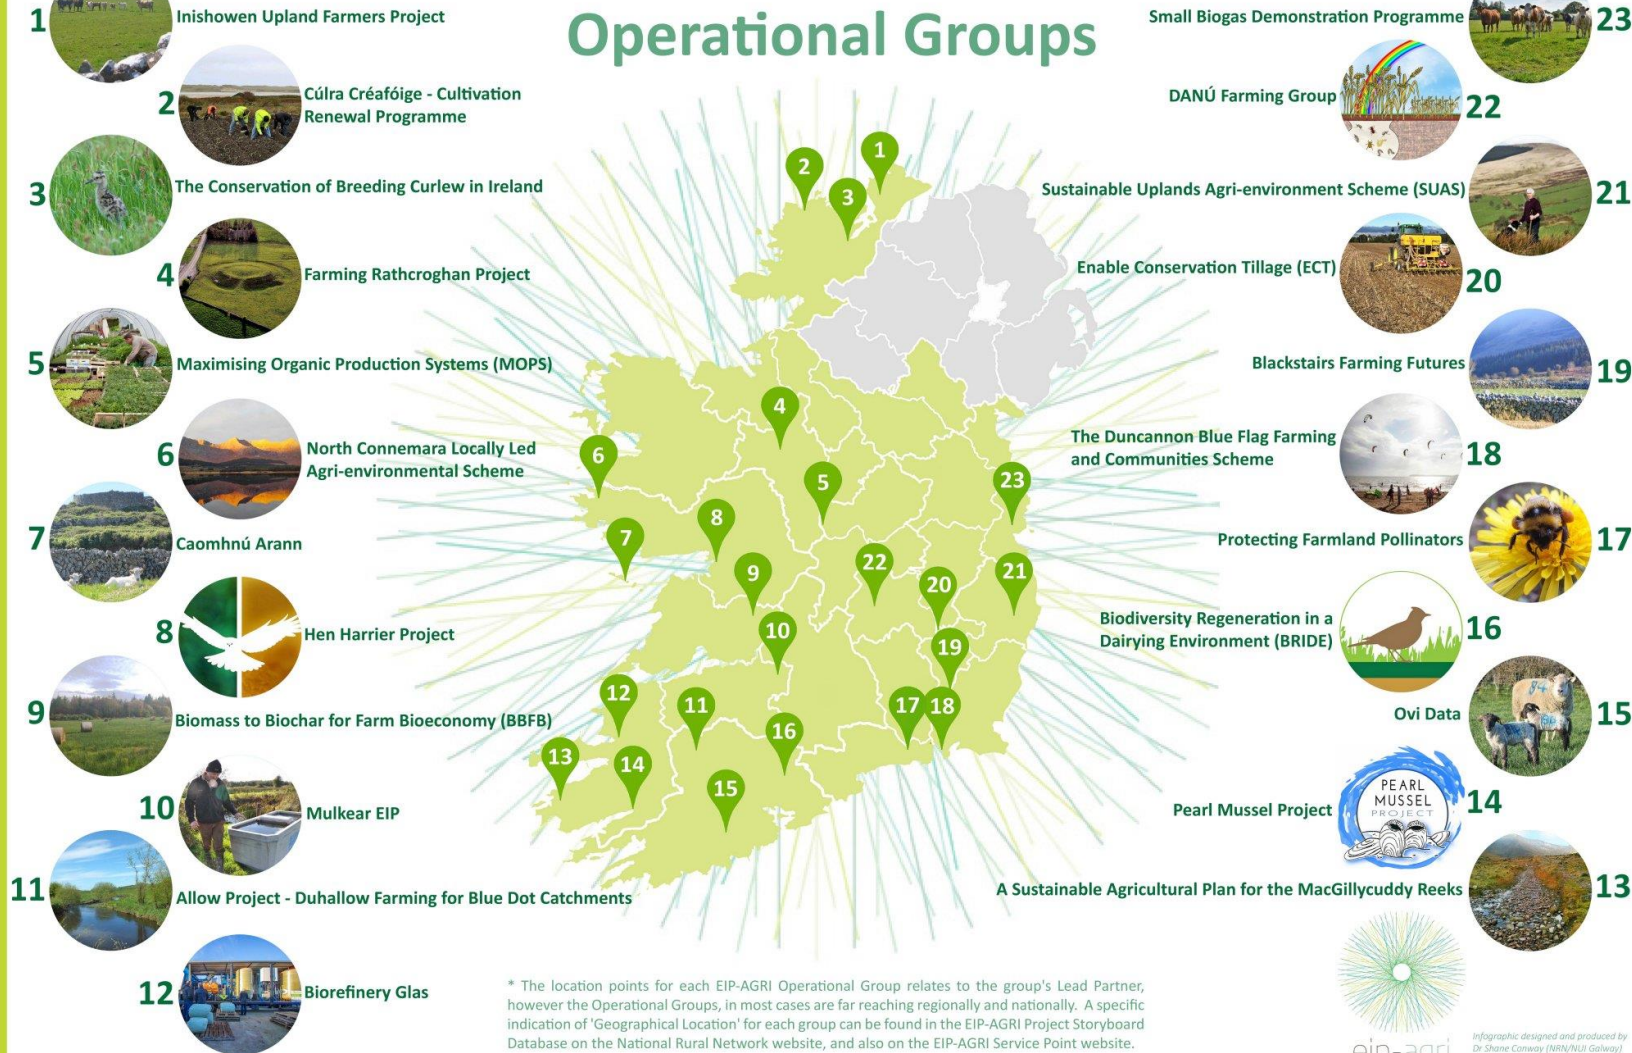 Operational Groups
1
Inishowen Upland Farmers Project
2
Cúlra Créafóige - Cultivation
Renewal Programme
3
The Conservation of Breeding Curlew in Ireland
4
Farming Rathcroghan Project
5
Maximising Organic Production Systems (MOPS)
6
North Connemara Locally Led
Agri-environmental Scheme
7
Caomhnú Arann
8
Hen Harrier Project
9
Biomass to Biochar for Farm Bioeconomy (BBFB)
10
Mulkear EIP
11
Allow Project - Duhallow Farming for Blue Dot Catchments
12
Biorefinery Glas
1
2
3
4
5
6
7
8
9
10
11
12
13
14
15
16
17
18
19
20
21
22
23
Small Biogas Demonstration Programme
23
DANÚ Farming Group
22
Sustainable Uplands Agri-environment Scheme (SUAS)
21
Enable Conservation Tillage (ECT)
20
Blackstairs Farming Futures
19
The Duncannon Blue Flag Farming
and Communities Scheme
18
Protecting Farmland Pollinators
17
Biodiversity Regeneration in a
Dairying Environment (BRIDE)
16
Ovi Data
15
Pearl Mussel Project
PEARL
MUSSEL
PROJECT
14
A Sustainable Agricultural Plan for the MacGillycuddy Reeks
13
* The location points for each EIP-AGRI Operational Group relates to the group's Lead Partner,
however the Operational Groups, in most cases are far reaching regionally and nationally. A specific
indication of 'Geographical Location' for each group can be found in the EIP-AGRI Project Storyboard
Database on the National Rural Network website, and also on the EIP-AGRI Service Point website.
eip-agri
Infographic designed and produced by
Dr Shane Conway (NRN/NUI Galway)